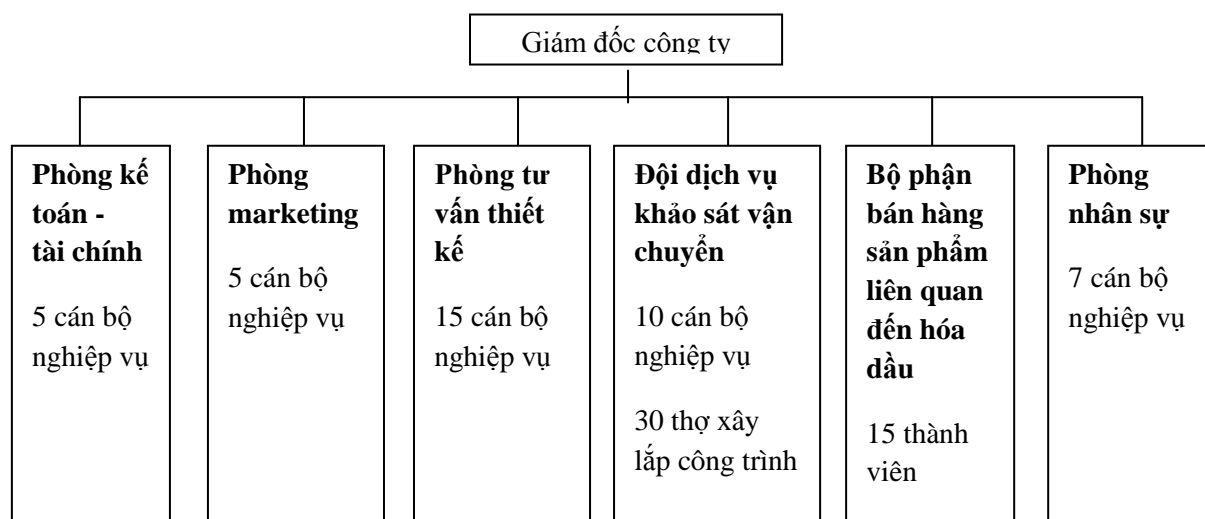 Giám đốc công ty
Phòng kế
toán -
tài chính
5 cán bộ
nghiệp vụ
Phòng
marketing
5 cán bộ
nghiệp vụ
Phòng tư
vấn thiết
kế
15 cán bộ
nghiệp vụ
Đội dịch vụ
khảo sát vận
chuyển
10 cán bộ
nghiệp vụ
30 thợ xây
lắp công trình
Bộ phận
bán hàng
sản phẩm
liên quan
đến hóa
dầu
15 thành
viên
Phòng
nhân sự
7 cán bộ
nghiệp vụ